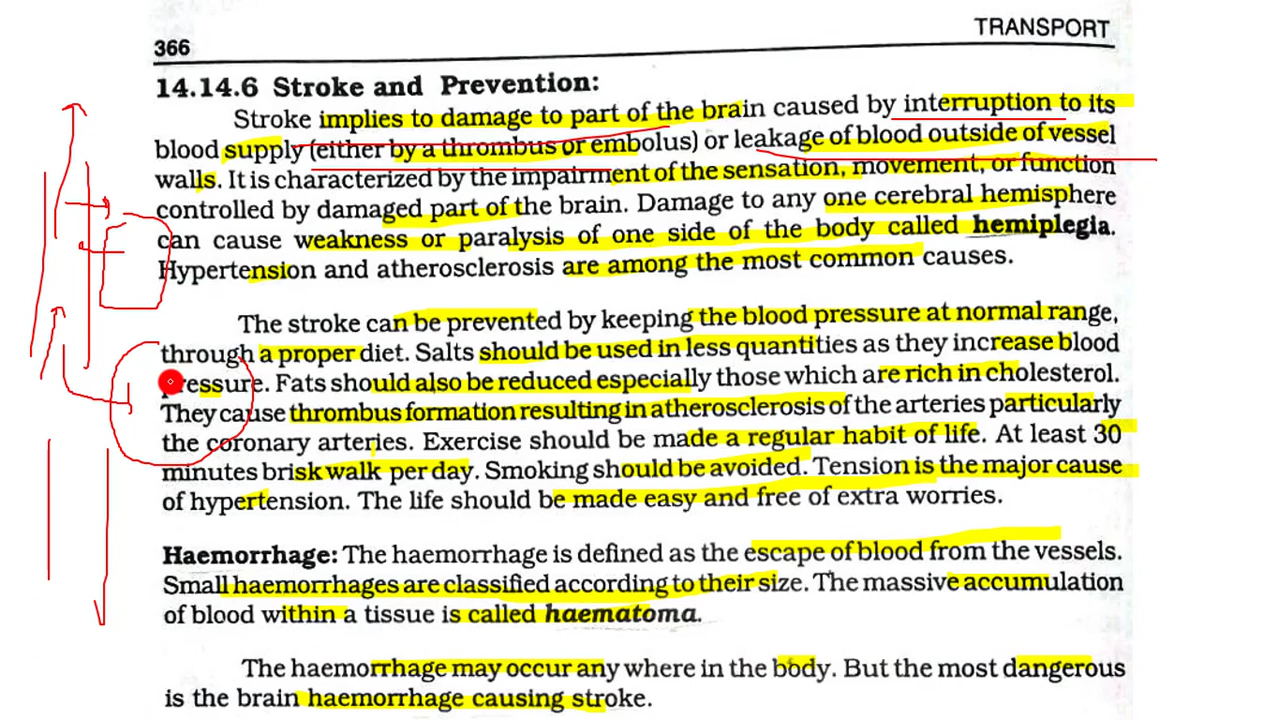 TRANSPORT
366
14.14.6 Stroke and Prevention:
Stroke implies to damage to part of the brain caused by interruption to its
blood supply (either by a thrombus or embolus) or leakage of blood outside of vessel
walls. It is characterized by the impairment of the sensation, movement, or function
controlled by damaged part of the brain. Damage to any one cerebral hemisphere
can cause weakness or paralysis of one side of the body called hemiplegia.
Hypertension and atherosclerosis are among the most common causes.
The stroke can be prevented by keeping the blood pressure at normal range,
through a proper diet. Salts should be used in less quantities as they increase blood
pressure. Fats should also be reduced especially those which are rich in cholesterol.
They cause thrombus formation resulting in atherosclerosis of the arteries particularly
the coronary arteries. Exercise should be made a regular habit of life. At least 30
minutes brisk walk per day. Smoking should be avoided. Tension is the major cause
of hypertension. The life should be made easy and free of extra worries.
Haemorrhage: The haemorrhage is defined as the escape of blood from the vessels.
Small haemorrhages are classified according to their size. The massive accumulation
of blood within a tissue is called haematoma.
The haemorrhage may occur any where in the body. But the most dangerous
is the brain haemorrhage causing stroke.